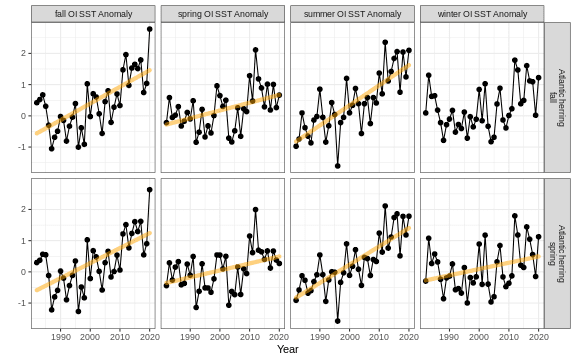 fall OI SST Anomaly spring OI SST Anomaly summer OI SST Anomaly winter OI SST Anomaly
2
1
0
-1
Atlantic herring
fall
2
1
0
-1
Atlantic herring
spring
1990 2000 2010 2020 1990 2000 2010 2020 1990 2000 2010 2020 1990 2000 2010 2020
Year